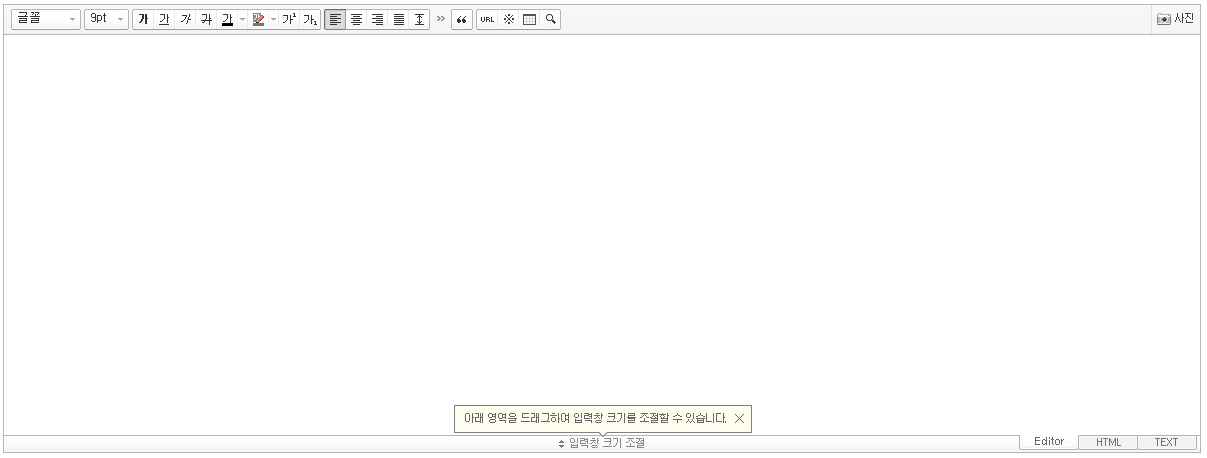 글꼴 9pt 가 가 가 가 가 가² 가₁ URL ※ 사진
아래 영역을 드래그하여 입력창 크기를 조절할 수 있습니다.
입력창 크기 조절 Editor HTML TEXT